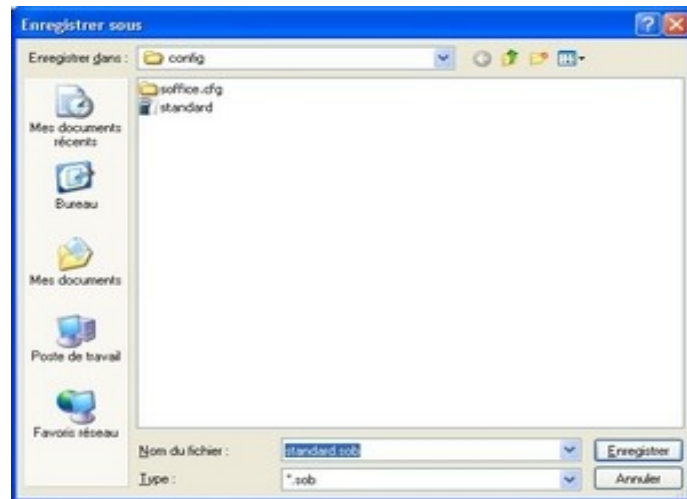 Enregistrer sous
Enregistrer dans :
config
soffice.cfg
standard
Mes documents
récents
Bureau
Mes documents
Poste de travail
Favoris réseau
Nom du fichier :
standard.sob
Enregistrer
Type :
*.sob
Annuler